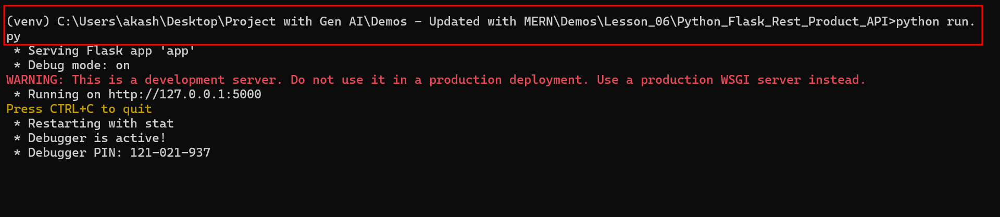 (venv) C:\Users\akash\Desktop\Project with Gen AI\Demos - Updated with MERN\Demos\Lesson_06\Python_Flask_Rest_Product_API>python run.
py
 * Serving Flask app 'app'
 * Debug mode: on
WARNING: This is a development server. Do not use it in a production deployment. Use a production WSGI server instead.
 * Running on http://127.0.0.1:5000
Press CTRL+C to quit
 * Restarting with stat
 * Debugger is active!
 * Debugger PIN: 121-021-937